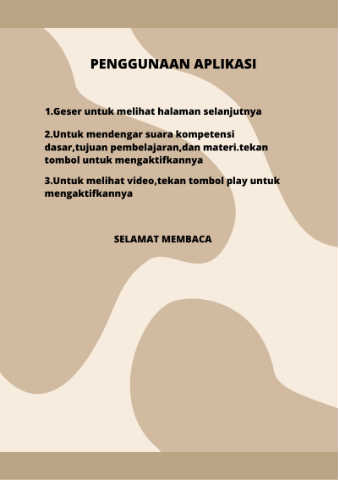 PENGGUNAAN APLIKASI
1.Geser untuk melihat halaman selanjutnya
2.Untuk mendengar suara kompetensi
dasar,tujuan pembelajaran,dan materi.tekan
tombol untuk mengaktifkannya
3.Untuk melihat video,tekan tombol play untuk
mengaktifkannya
SELAMAT MEMBACA